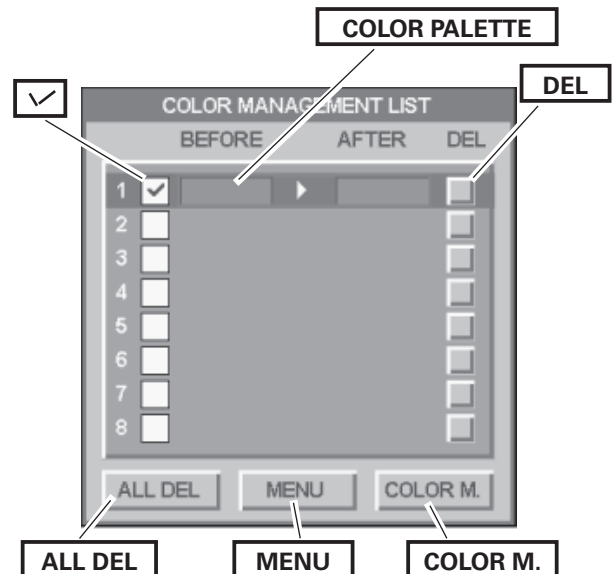 COLOR PALETTE
DEL
COLOR MANAGEMENT LIST
BEFORE AFTER DEL
1
2
3
4
5
6
7
8
ALL DEL MENU COLOR M.
ALL DEL MENU COLOR M.